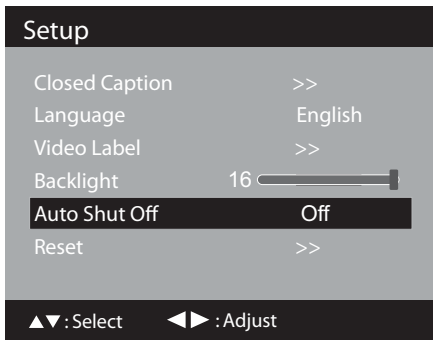 Setup
Closed Caption >>
Language English
Video Label >>
Backlight 16
Auto Shut Off Off
Reset >>
▲▼: Select ◀▶ : Adjust